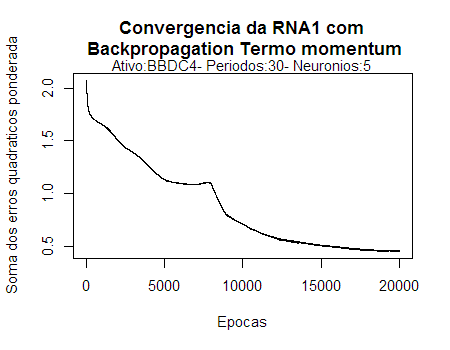 Convergencia da RNA1 com
Backpropagation Termo momentum
Ativo:BBDC4- Periodos:30- Neuronios:5
Soma dos erros quadraticos ponderada
2.0
1.5
1.0
0.5
0 5000 10000 15000 20000
Epocas